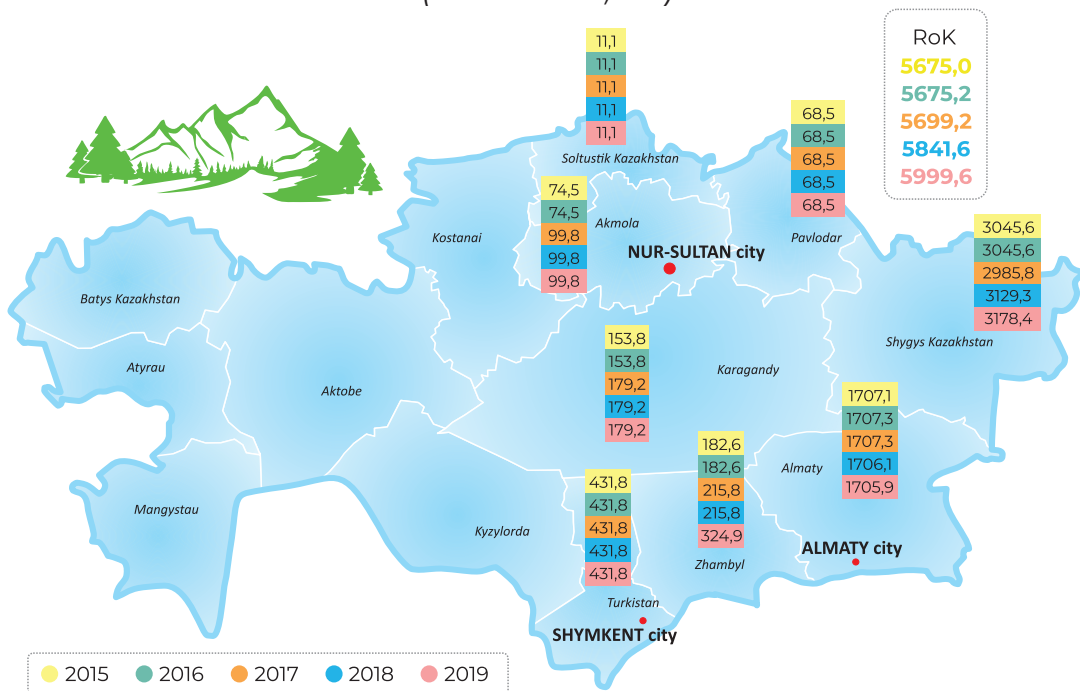 RoK
5675,0
5675,2
5699,2
5841,6
5999,6
11,1
11,1
11,1
11,1
11,1
Soltustik Kazakhstan
68,5
68,5
68,5
68,5
68,5
Pavlodar
74,5
74,5
99,8
99,8
99,8
Akmola
NUR-SULTAN city
Kostanai
3045,6
3045,6
2985,8
3129,3
3178,4
Shygys Kazakhstan
Batys Kazakhstan
Atyrau
Aktobe
153,8
153,8
179,2
179,2
179,2
Karagandy
1707,1
1707,3
1707,3
1706,1
1705,9
Almaty
ALMATY city
182,6
182,6
215,8
215,8
324,9
Zhambyl
431,8
431,8
431,8
431,8
431,8
Turkistan
SHYMKENT city
Mangystau
Kyzylorda
2015 2016 2017 2018 2019